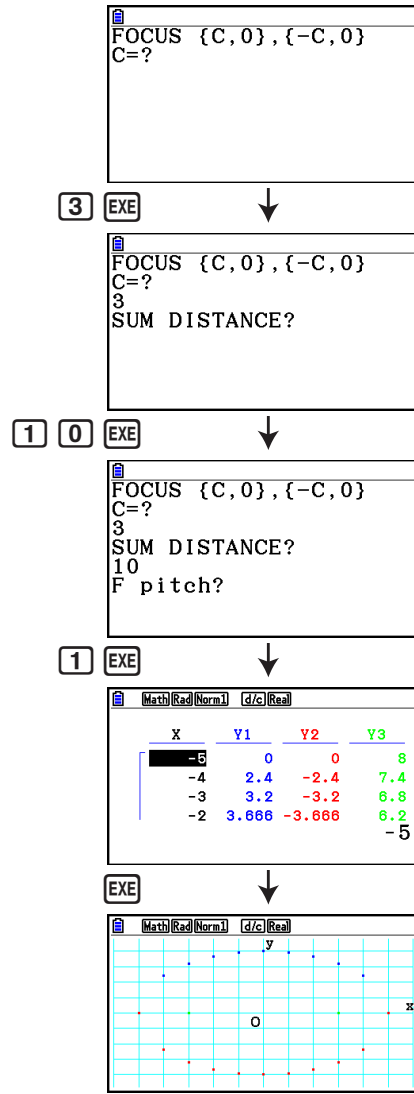 FOCUS {C,0},{-C,0}
C=?
3 EXE
FOCUS {C,0},{-C,0}
C=?
3
SUM DISTANCE?
1 0 EXE
FOCUS {C,0},{-C,0}
C=?
3
SUM DISTANCE?
10
F pitch?
1 EXE
Math Rad Norm1 d/c Real
X Y1 Y2 Y3
-5 0 0 8
-4 2.4 -2.4 7.4
-3 3.2 -3.2 6.8
-2 3.666 -3.666 6.2
-5
EXE
Math Rad Norm1 d/c Real
y
x
O